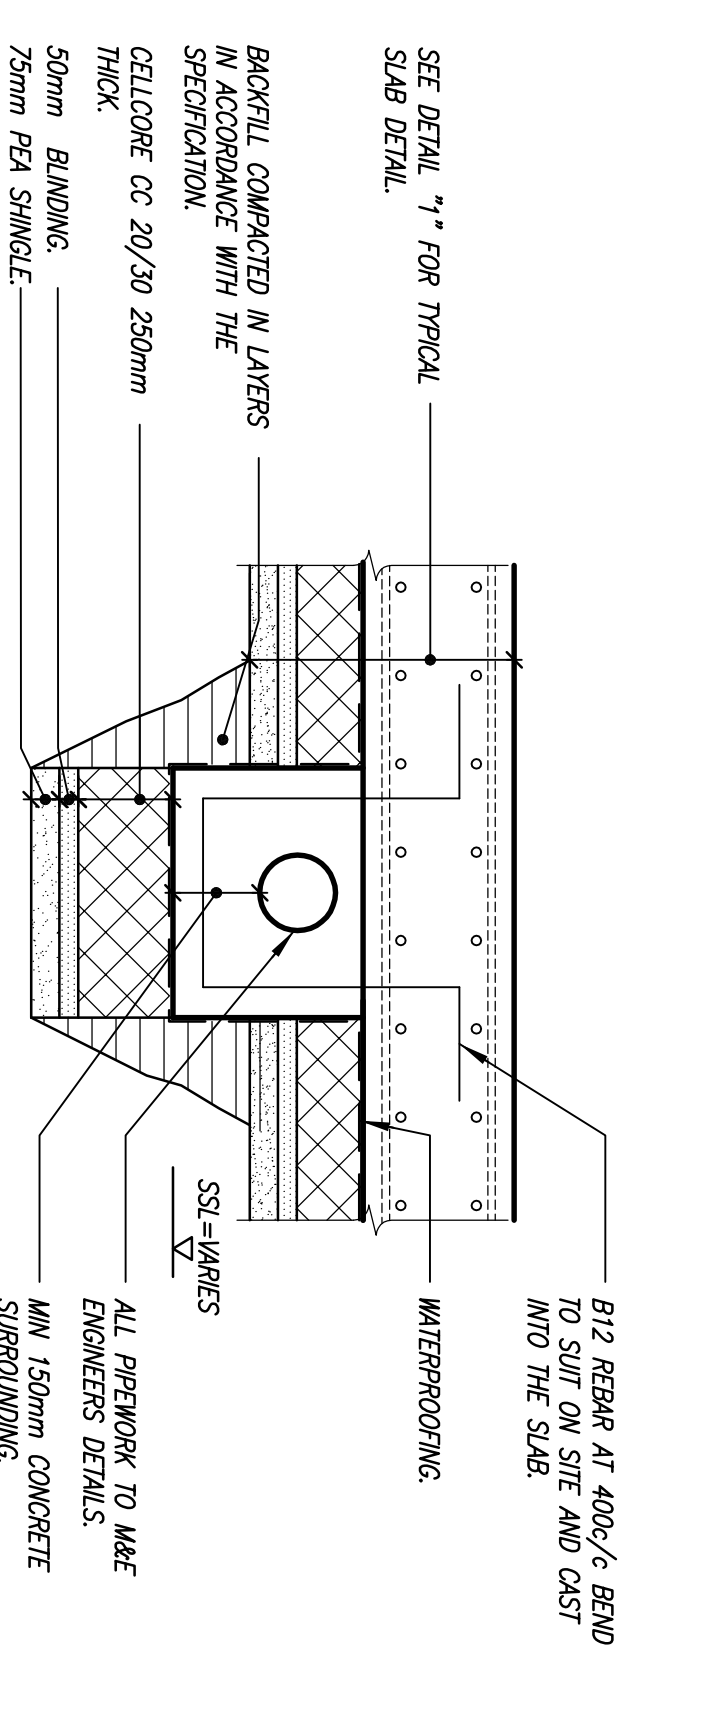 SEE DETAIL "1" FOR TYPICAL
SLAB DETAIL.
BACKFILL COMPACTED IN LAYERS
IN ACCORDANCE WITH THE
SPECIFICATION.
CELLCORE CC 20/30 250mm
THICK.
50mm BLINDING.
75mm PEA SHINGLE.
B12 REBAR AT 400c/c BEND
TO SUIT ON SITE AND CAST
INTO THE SLAB.
WATERPROOFING.
SSL=VARIES
ALL PIPEWORK TO M&E
ENGINEERS DETAILS.
MIN 150mm CONCRETE
SURROUNDING.